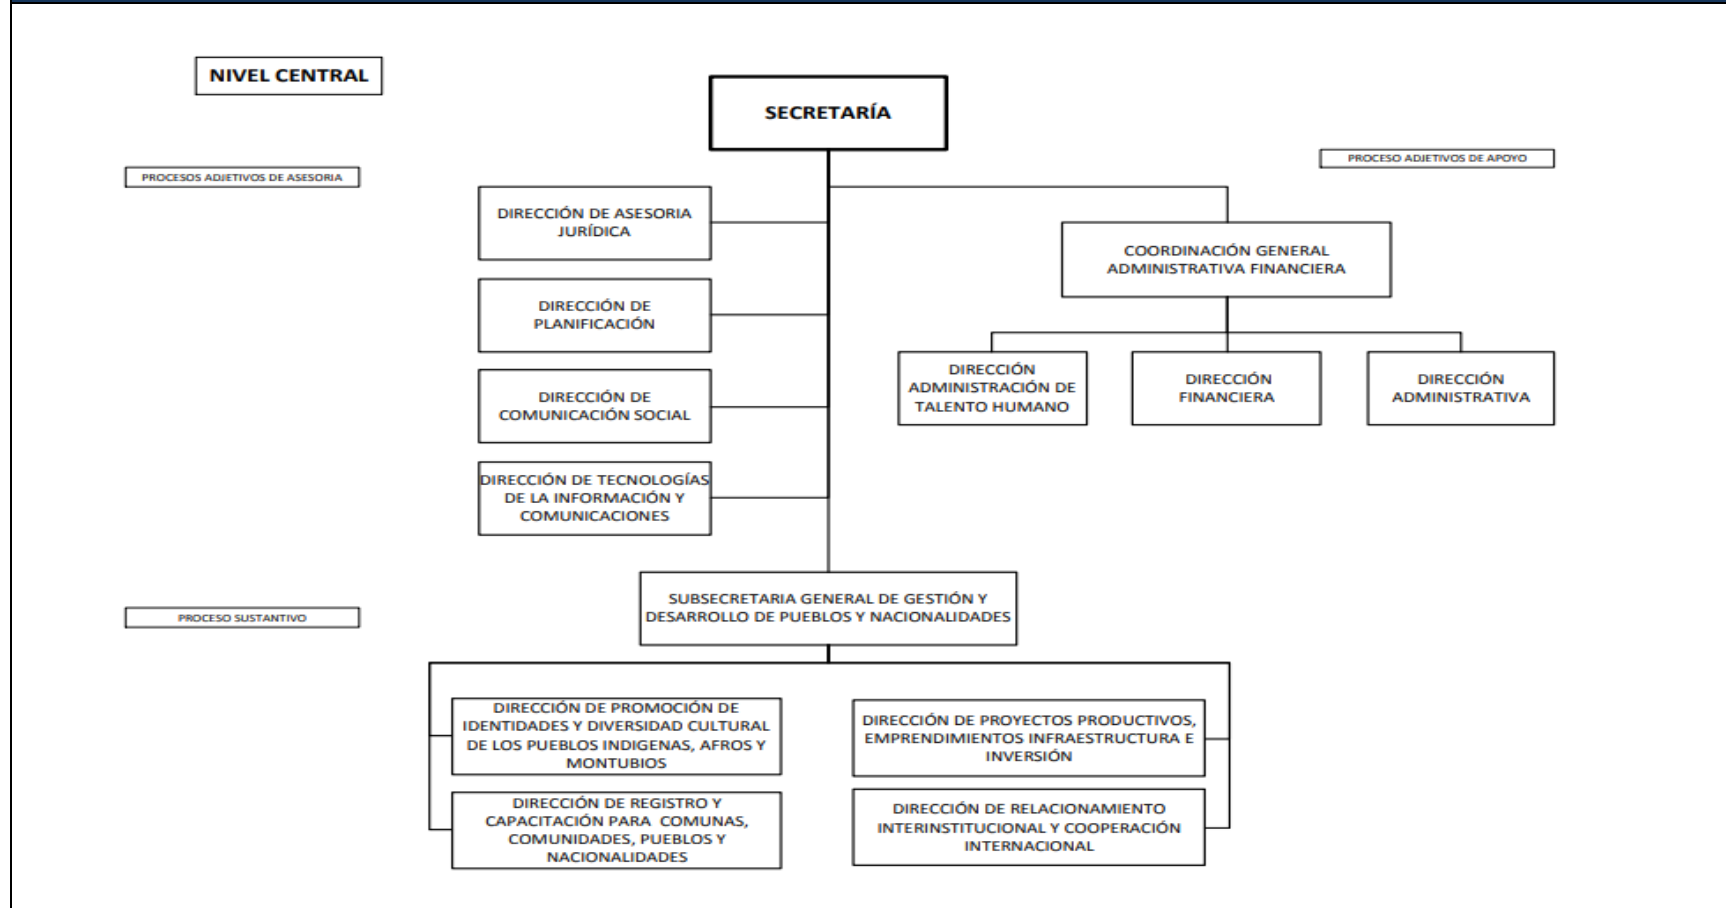 NIVEL CENTRAL
SECRETARÍA
PROCESO ADJETIVOS DE APOYO
PROCESOS ADJETIVOS DE ASESORIA
DIRECCIÓN DE ASESORIA
JURÍDICA
COORDINACIÓN GENERAL
ADMINISTRATIVA FINANCIERA
DIRECCIÓN DE
PLANIFICACIÓN
DIRECCIÓN
ADMINISTRACIÓN DE
TALENTO HUMANO
DIRECCIÓN
FINANCIERA
DIRECCIÓN
ADMINISTRATIVA
DIRECCIÓN DE
COMUNICACIÓN SOCIAL
DIRECCIÓN DE TECNOLOGÍAS
DE LA INFORMACIÓN Y
COMUNICACIONES
SUBSECRETARIA GENERAL DE GESTIÓN Y
DESARROLLO DE PUEBLOS Y NACIONALIDADES
PROCESO SUSTANTIVO
DIRECCIÓN DE PROMOCIÓN DE
IDENTIDADES Y DIVERSIDAD CULTURAL
DE LOS PUEBLOS INDIGENAS, AFROS Y
MONTUBIOS
DIRECCIÓN DE PROYECTOS PRODUCTIVOS,
EMPRENDIMIENTOS INFRAESTRUCTURA E
INVERSIÓN
DIRECCIÓN DE REGISTRO Y
CAPACITACIÓN PARA  COMUNAS,
COMUNIDADES, PUEBLOS Y
NACIONALIDADES
DIRECCIÓN DE RELACIONAMIENTO
INTERINSTITUCIONAL Y COOPERACIÓN
INTERNACIONAL